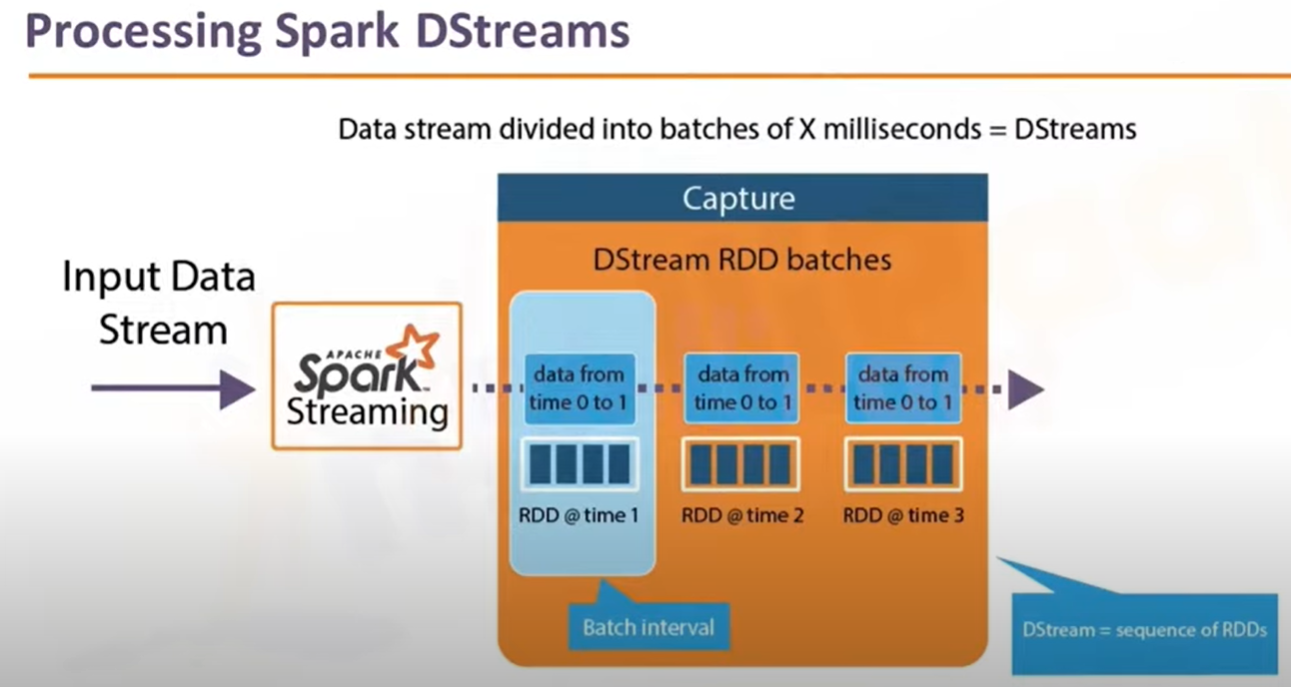 Processing Spark DStreams
Data stream divided into batches of X milliseconds = DStreams
Capture
DStream RDD batches
Input Data
Stream
APACHE
Spark™
Streaming
data from
time 0 to 1
data from
time 0 to 1
data from
time 0 to 1
RDD @ time 1
RDD @ time 2
RDD @ time 3
Batch interval
DStream = sequence of RDDs